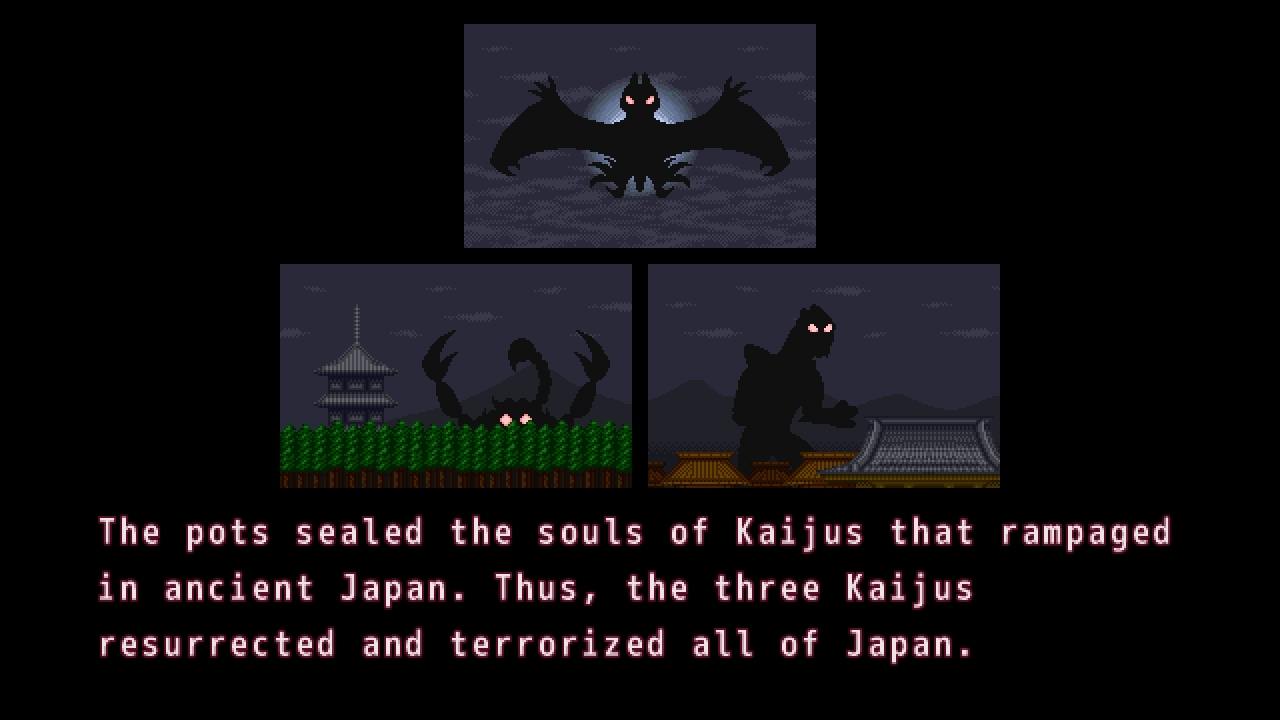 The pots sealed the souls of Kaijus that rampaged
in ancient Japan. Thus, the three Kaijus
resurrected and terrorized all of Japan.